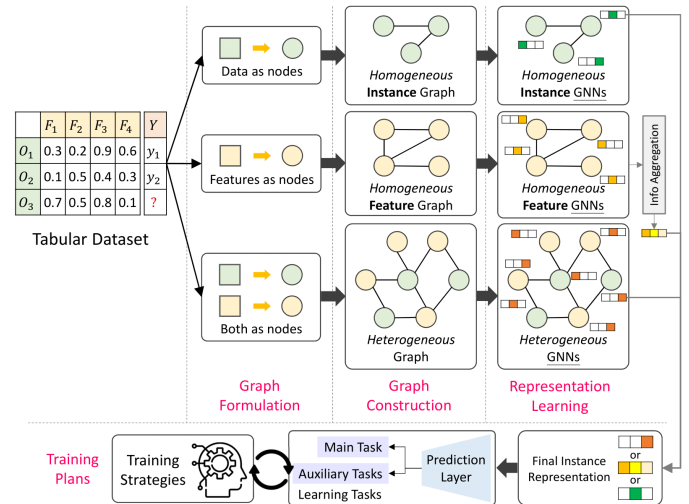 Data as nodes
Homogeneous
Instance Graph
Homogeneous
Instance GNNs
F1 F2 F3 F4 Y
O1 0.3 0.2 0.9 0.6 y1
O2 0.1 0.5 0.4 0.3 y2
O3 0.7 0.5 0.8 0.1 ?
Tabular Dataset
Features as nodes
Homogeneous
Feature Graph
Homogeneous
Feature GNNs
Info Aggregation
Both as nodes
Heterogeneous
Graph
Heterogeneous
GNNs
Graph
Formulation
Graph
Construction
Representation
Learning
Training
Plans
Training
Strategies
Main Task
Auxiliary Tasks
Learning Tasks
Prediction
Layer
Final Instance
Representation
or
or